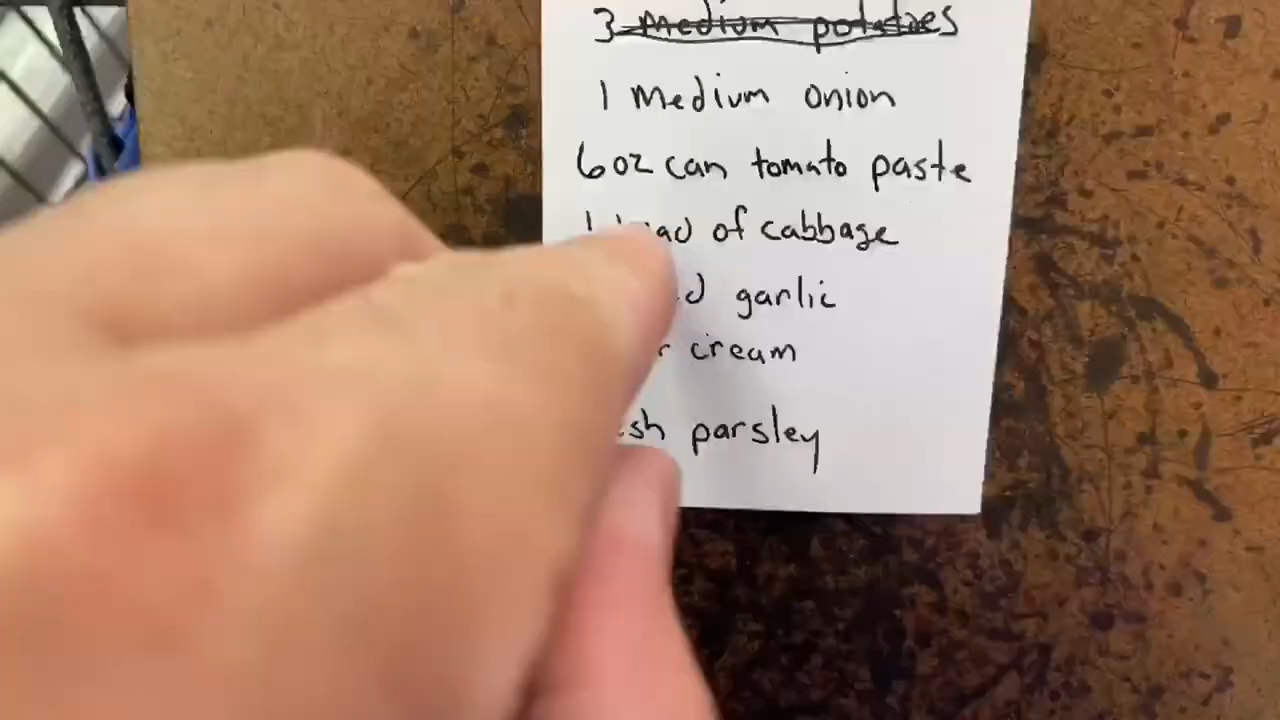 3 medium potatoes
1 medium onion
6oz can tomato paste
of cabbage
garlic
cream
parsley